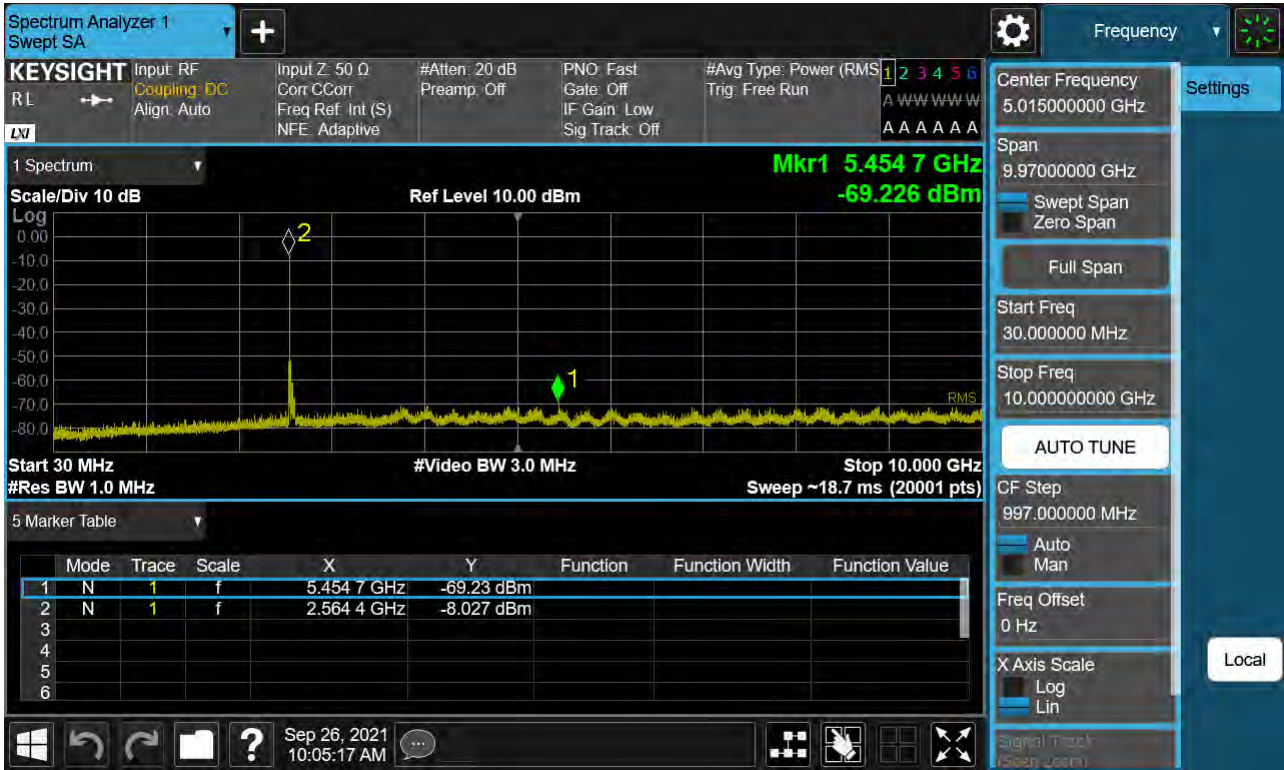 Spectrum Analyzer 1
Swept SA
Frequency
KEYSIGHT
R L
LXI
Input: RF
Coupling: DC
Align: Auto
Input Z: 50 Ω
Corr CCorr
Freq Ref: Int (S)
NFE: Adaptive
#Atten: 20 dB
Preamp: Off
PNO: Fast
Gate: Off
IF Gain: Low
Sig Track: Off
#Avg Type: Power (RMS
Trig: Free Run
1 2 3 4 5 6
A W W W W W
A A A A A A
1 Spectrum
Mkr1 5.454 7 GHz
-69.226 dBm
Scale/Div 10 dB
Ref Level 10.00 dBm
Log
0.00
-10.0
-20.0
-30.0
-40.0
-50.0
-60.0
-70.0
-80.0
2
1
RMS
Start 30 MHz
#Video BW 3.0 MHz
Stop 10.000 GHz
#Res BW 1.0 MHz
Sweep ~18.7 ms (20001 pts)
5 Marker Table
Mode Trace Scale X Y Function Function Width Function Value
1 N 1 f 5.454 7 GHz -69.23 dBm
2 N 1 f 2.564 4 GHz -8.027 dBm
3
4
5
6
Sep 26, 2021
10:05:17 AM
Center Frequency
5.015000000 GHz
Span
9.97000000 GHz
Swept Span
Zero Span
Full Span
Start Freq
30.000000 MHz
Stop Freq
10.000000000 GHz
AUTO TUNE
CF Step
997.000000 MHz
Auto
Man
Freq Offset
0 Hz
X Axis Scale
Log
Lin
Signal Track
(Span Zoom)
Settings
Local